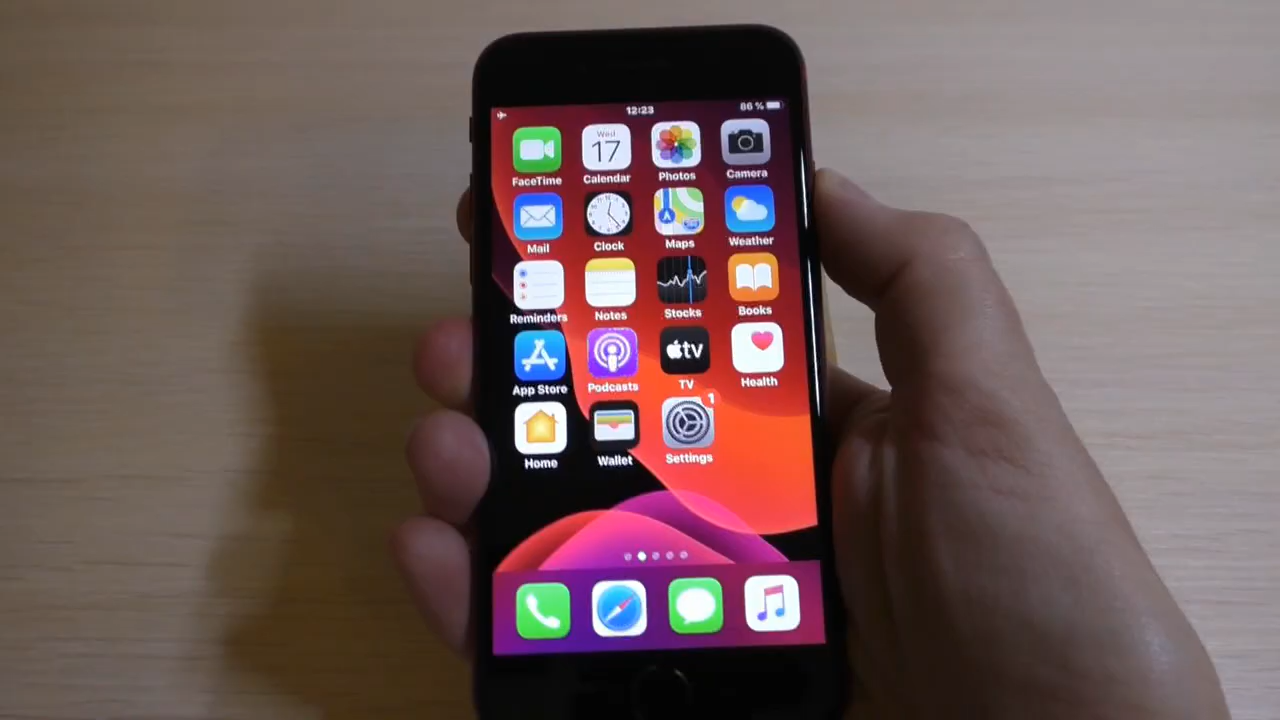 12:23 86 %
Wed
17
FaceTime Calendar Photos Camera
Mail Clock Maps Weather
Reminders Notes Stocks Books
tv
App Store Podcasts TV Health
1
Home Wallet Settings